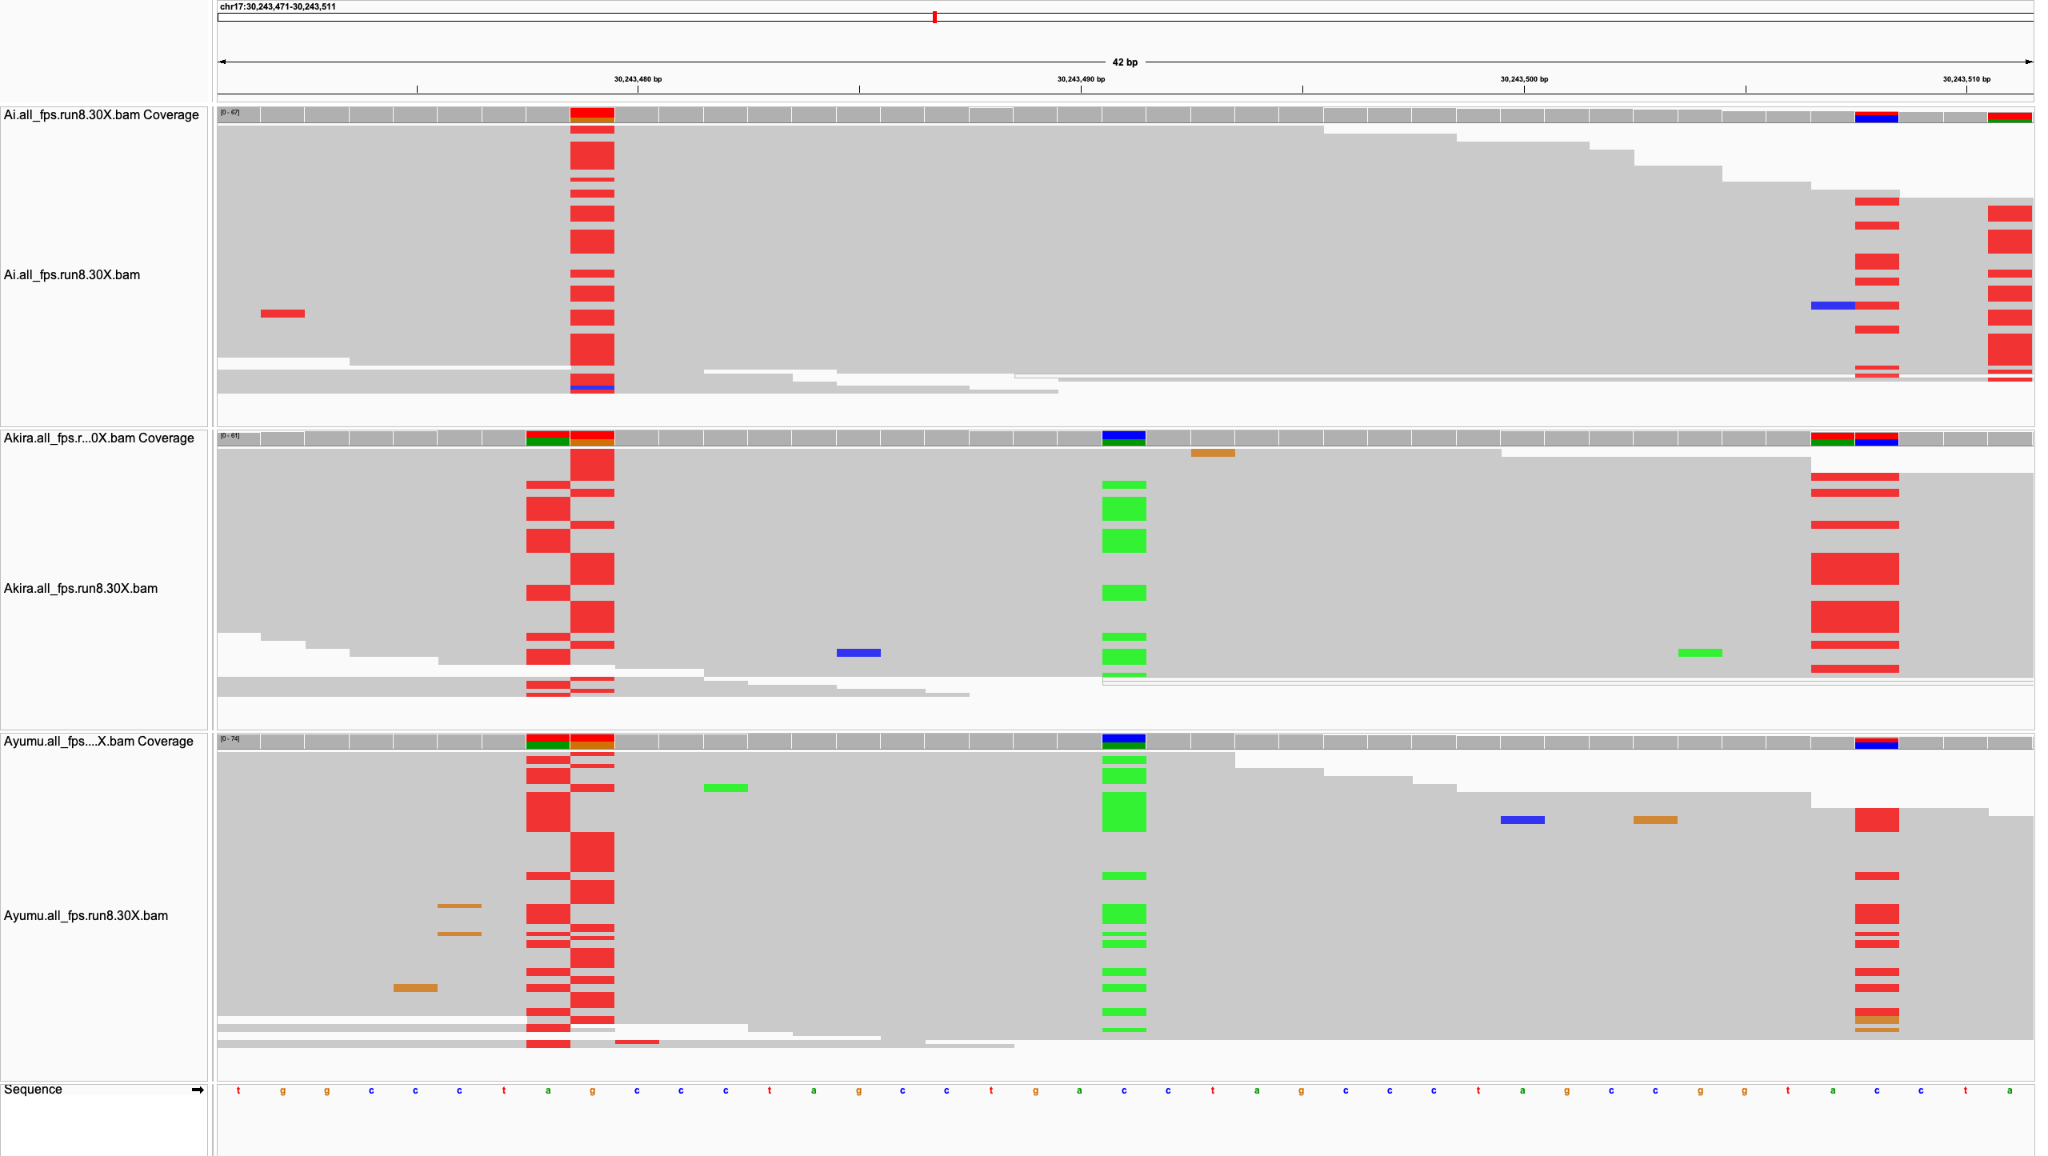 chr17:30,243,471-30,243,511
42 bp
30,243,480 bp 30,243,490 bp 30,243,500 bp 30,243,510 bp
Ai.all_fps.run8.30X.bam Coverage
[0 - 67]
Ai.all_fps.run8.30X.bam
Akira.all_fps.r...0X.bam Coverage
[0 - 61]
Akira.all_fps.run8.30X.bam
Ayumu.all_fps....X.bam Coverage
[0 - 74]
Ayumu.all_fps.run8.30X.bam
Sequence t g g c c c t a g c c c t a g c c t g a c c t a g c c c t a g c c g g t a c c t a